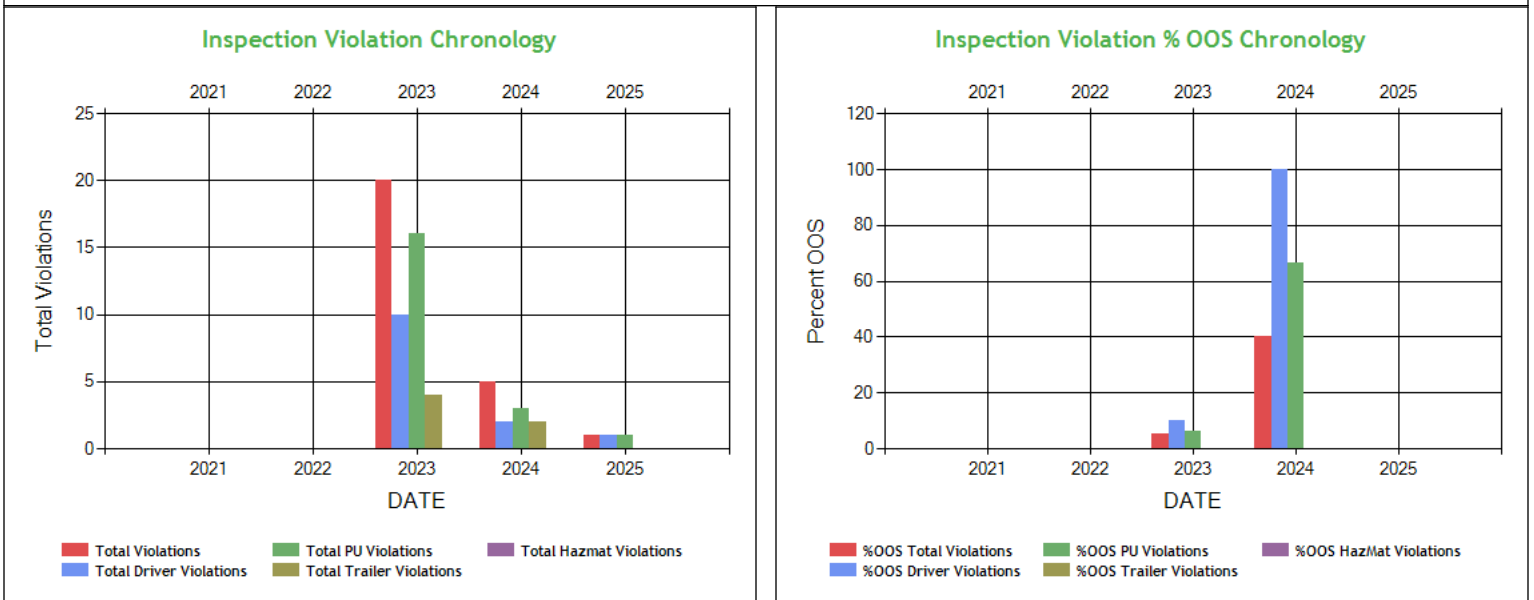 Inspection Violation Chronology
2021 2022 2023 2024 2025
25
20
15
10
5
0
Total Violations
2021 2022 2023 2024 2025
DATE
Total Violations Total PU Violations Total Hazmat Violations
Total Driver Violations Total Trailer Violations
Inspection Violation % OOS Chronology
2021 2022 2023 2024 2025
120
100
80
60
40
20
0
Percent OOS
2021 2022 2023 2024 2025
DATE
%OOS Total Violations %OOS PU Violations %OOS HazMat Violations
%OOS Driver Violations %OOS Trailer Violations